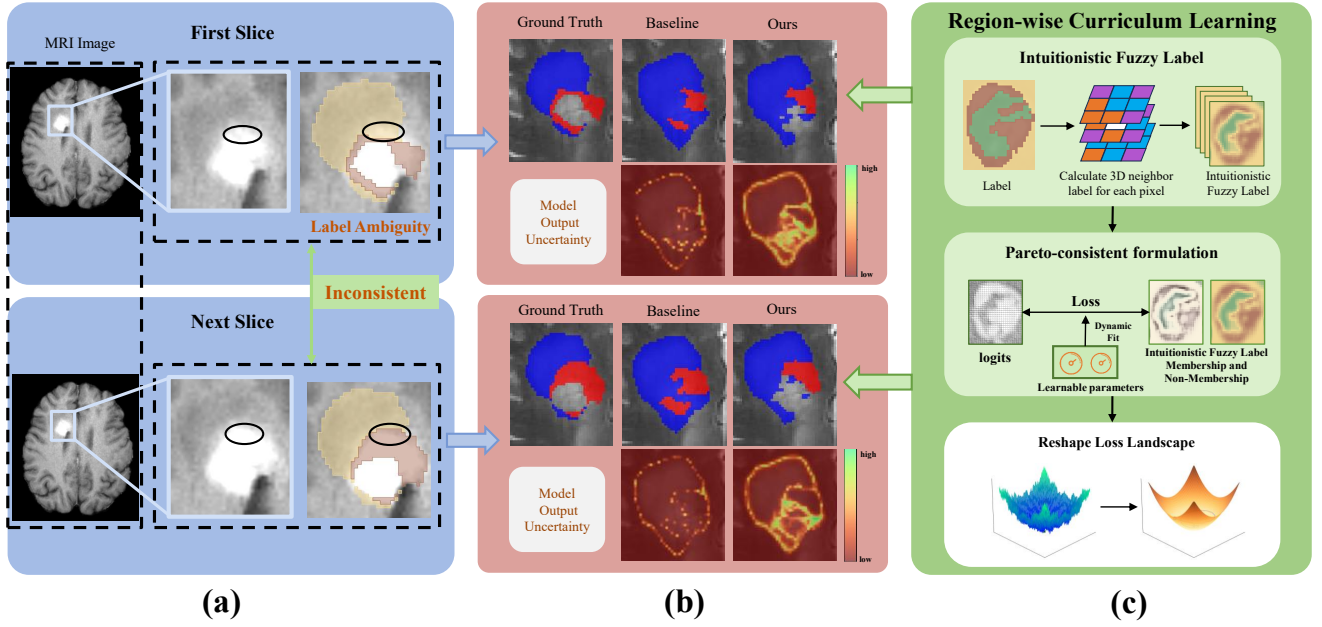 First Slice
MRI Image
Label Ambiguity
Inconsistent
Next Slice
(a)
Ground Truth
Baseline
Ours
Model
Output
Uncertainty
high
low
Ground Truth
Baseline
Ours
Model
Output
Uncertainty
high
low
(b)
Region-wise Curriculum Learning
Intuitionistic Fuzzy Label
Label
Calculate 3D neighbor
label for each pixel
Intuitionistic
Fuzzy Label
Pareto-consistent formulation
Loss
Dynamic
Fit
logits
Learnable parameters
Intuitionistic Fuzzy Label
Membership and
Non-Membership
Reshape Loss Landscape
(c)